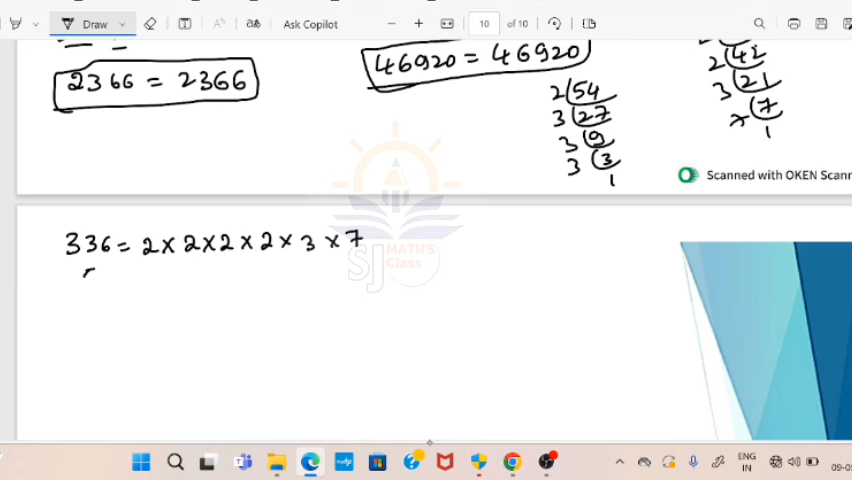 Draw
Ask Copilot
10 of 10
2366 = 2366
46920 = 46920
2 54
3 27
3 9
3 3
1
2 42
3 21
7 7
1
Scanned with OKEN Scann
336 = 2 × 2 × 2 × 2 × 3 × 7
SJ MATH'S Class
ENG
IN